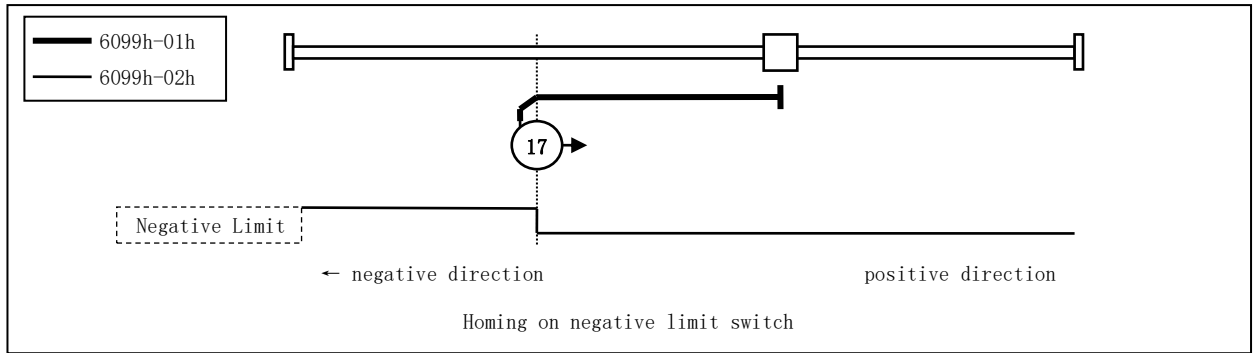 6099h-01h
6099h-02h
17
Negative Limit
← negative direction
positive direction
Homing on negative limit switch